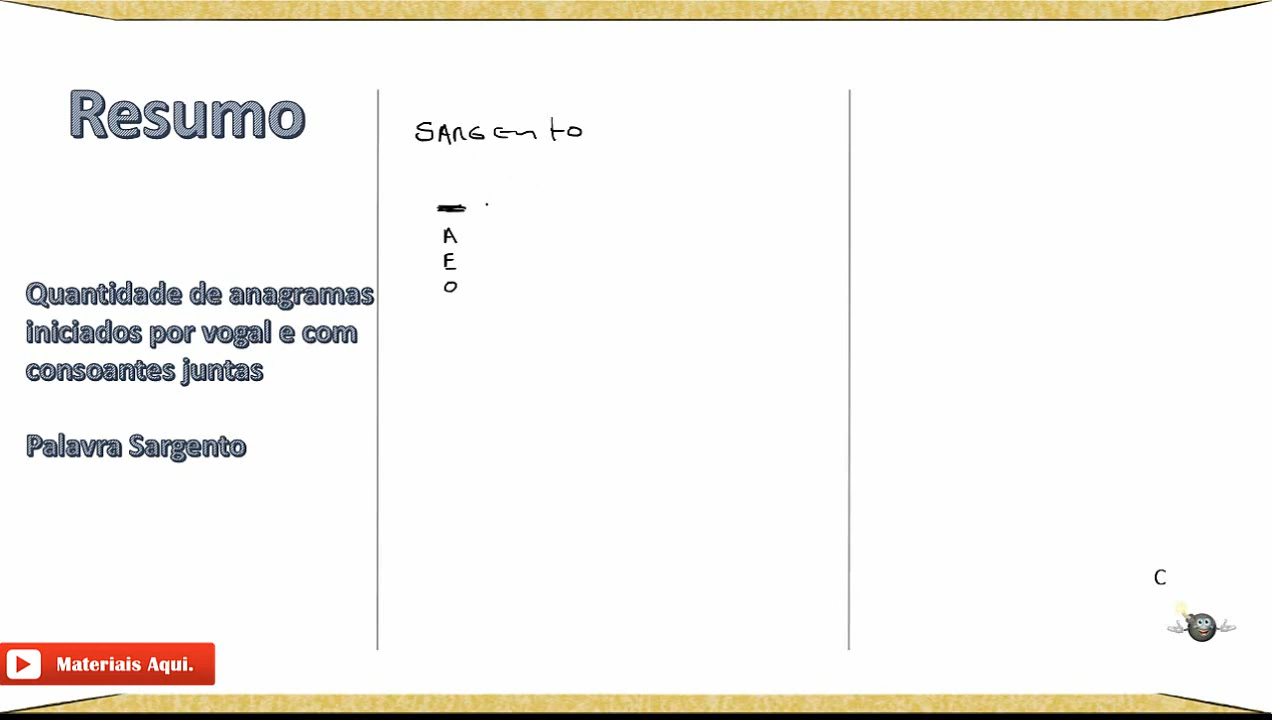 Resumo
Quantidade de anagramas
iniciados por vogal e com
consoantes juntas
Palavra Sargento
SARGento
A
E
O
C
Materiais Aqui.